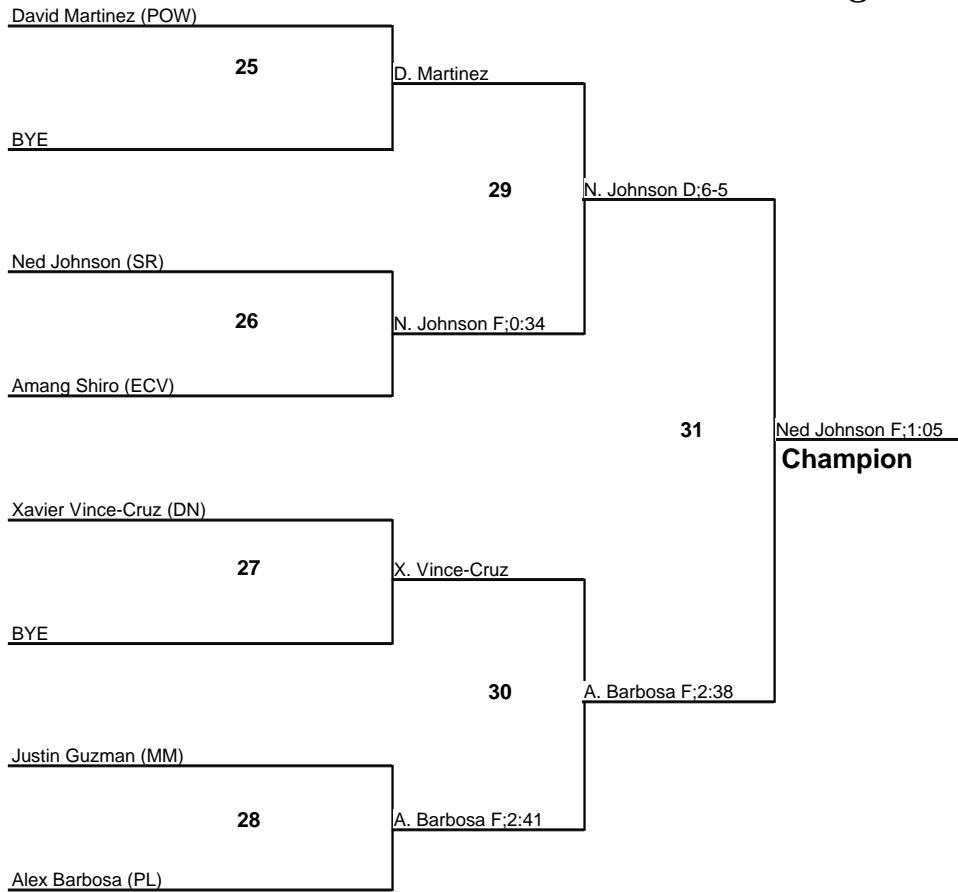 David Martinez (POW)
25
D. Martinez
BYE
29
N. Johnson D;6-5
Ned Johnson (SR)
26
N. Johnson F;0:34
Amang Shiro (ECV)
31
Ned Johnson F;1:05
Champion
Xavier Vince-Cruz (DN)
27
X. Vince-Cruz
BYE
30
A. Barbosa F;2:38
Justin Guzman (MM)
28
A. Barbosa F;2:41
Alex Barbosa (PL)